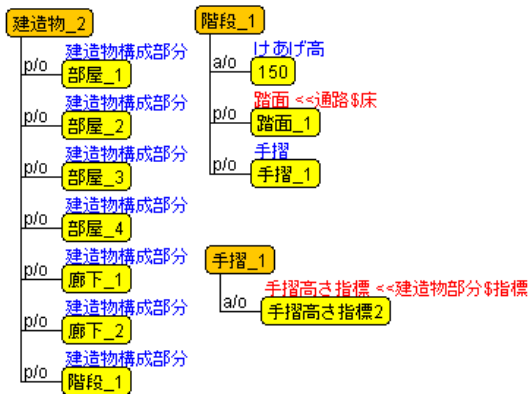 建造物_2
p/o
建造物構成部分
部屋_1
p/o
建造物構成部分
部屋_2
p/o
建造物構成部分
部屋_3
p/o
建造物構成部分
部屋_4
p/o
建造物構成部分
廊下_1
p/o
建造物構成部分
廊下_2
p/o
建造物構成部分
階段_1
階段_1
a/o
けあげ高
150
p/o
踏面 <<通路$床
踏面_1
p/o
手摺
手摺_1
手摺_1
a/o
手摺高さ指標 <<建造物部分$指標
手摺高さ指標2